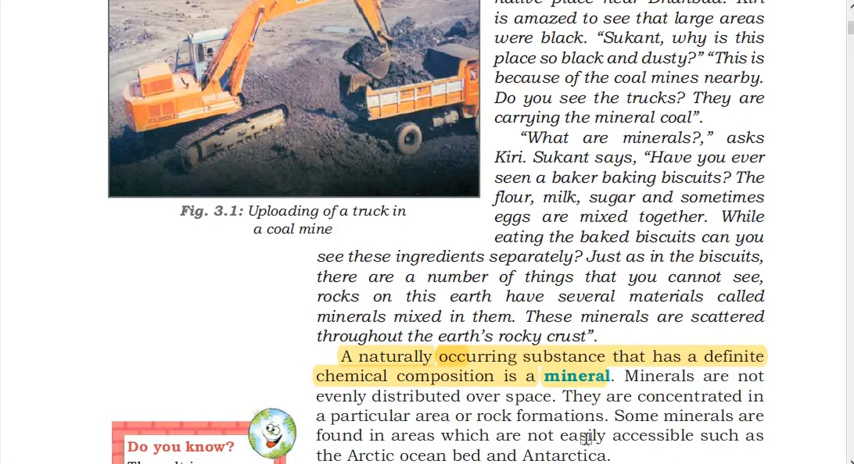 native place near Dhanbad. Kiri
is amazed to see that large areas
were black. “Sukant, why is this
place so black and dusty?” “This is
because of the coal mines nearby.
Do you see the trucks? They are
carrying the mineral coal”.
“What are minerals?,” asks
Kiri. Sukant says, “Have you ever
seen a baker baking biscuits? The
flour, milk, sugar and sometimes
eggs are mixed together. While
eating the baked biscuits can you
see these ingredients separately? Just as in the biscuits,
there are a number of things that you cannot see,
rocks on this earth have several materials called
minerals mixed in them. These minerals are scattered
throughout the earth’s rocky crust”.
Fig. 3.1: Uploading of a truck in
a coal mine
A naturally occurring substance that has a definite
chemical composition is a mineral. Minerals are not
evenly distributed over space. They are concentrated in
a particular area or rock formations. Some minerals are
found in areas which are not easily accessible such as
the Arctic ocean bed and Antarctica.
Do you know?